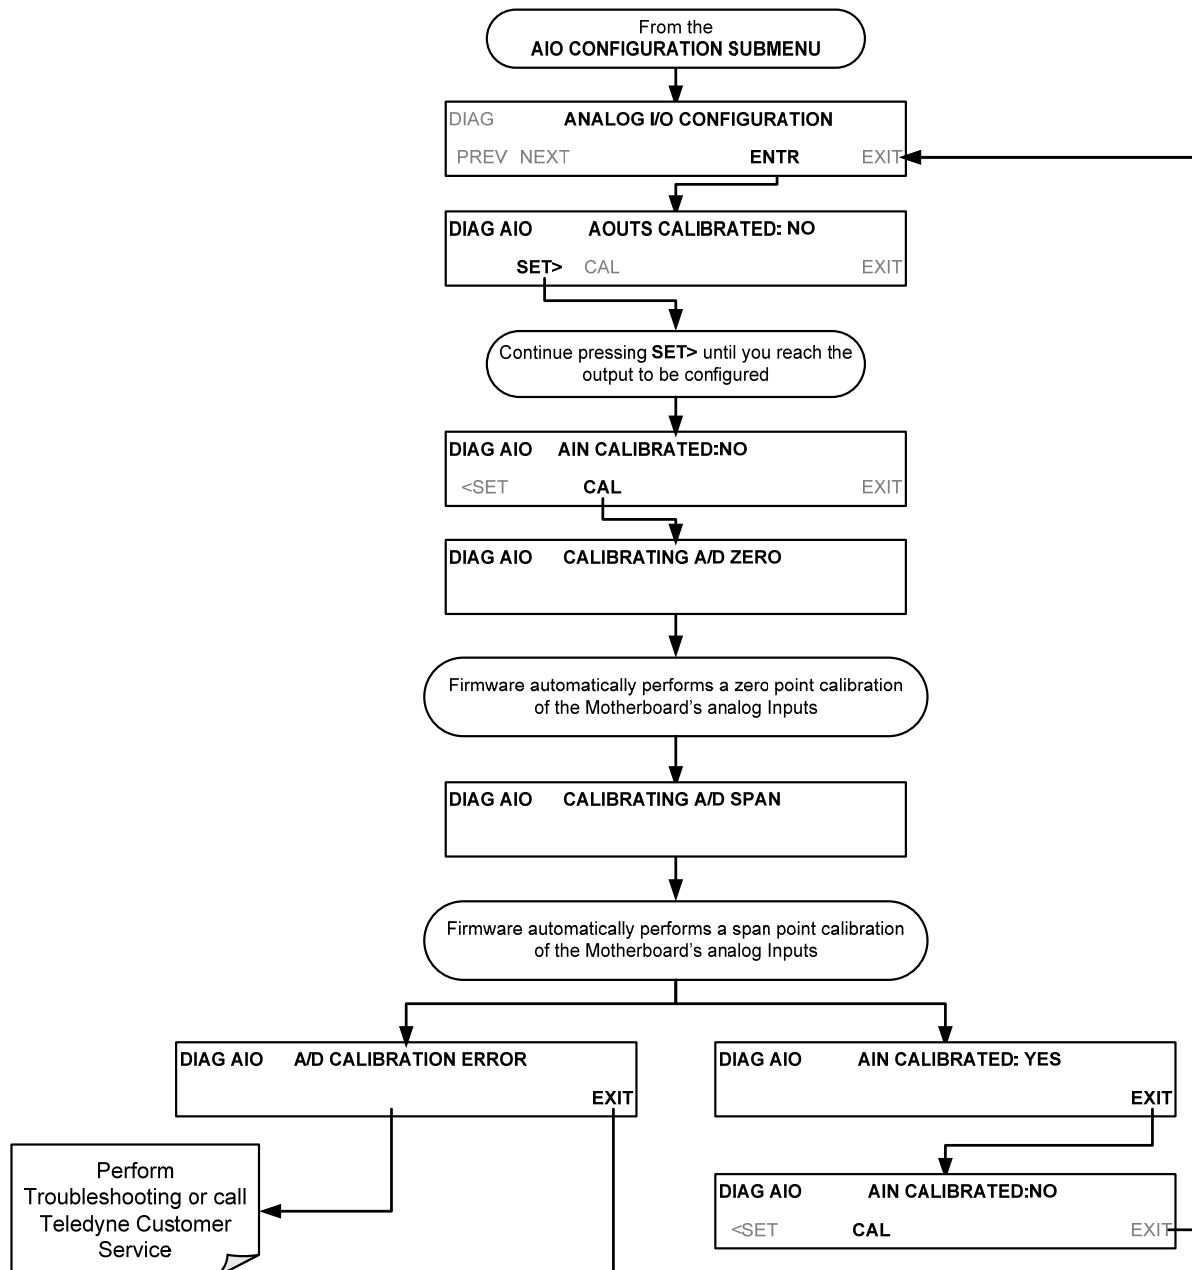 From the
AIO CONFIGURATION SUBMENU
DIAG ANALOG I/O CONFIGURATION
PREV NEXT ENTR EXIT
DIAG AIO AOUTS CALIBRATED: NO
SET> CAL EXIT
Continue pressing SET> until you reach the
output to be configured
DIAG AIO AIN CALIBRATED:NO
<SET CAL EXIT
DIAG AIO CALIBRATING A/D ZERO
Firmware automatically performs a zero point calibration
of the Motherboard's analog Inputs
DIAG AIO CALIBRATING A/D SPAN
Firmware automatically performs a span point calibration
of the Motherboard's analog Inputs
DIAG AIO A/D CALIBRATION ERROR
EXIT
DIAG AIO AIN CALIBRATED: YES
EXIT
Perform
Troubleshooting or call
Teledyne Customer
Service
DIAG AIO AIN CALIBRATED:NO
<SET CAL EXIT